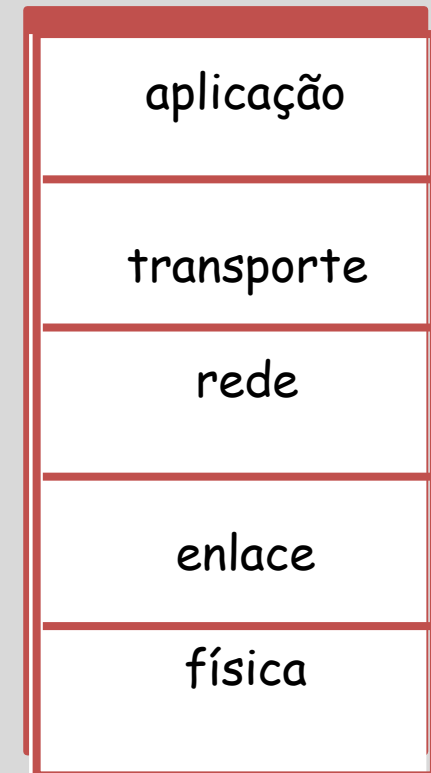 aplicação
transporte
rede
enlace
física